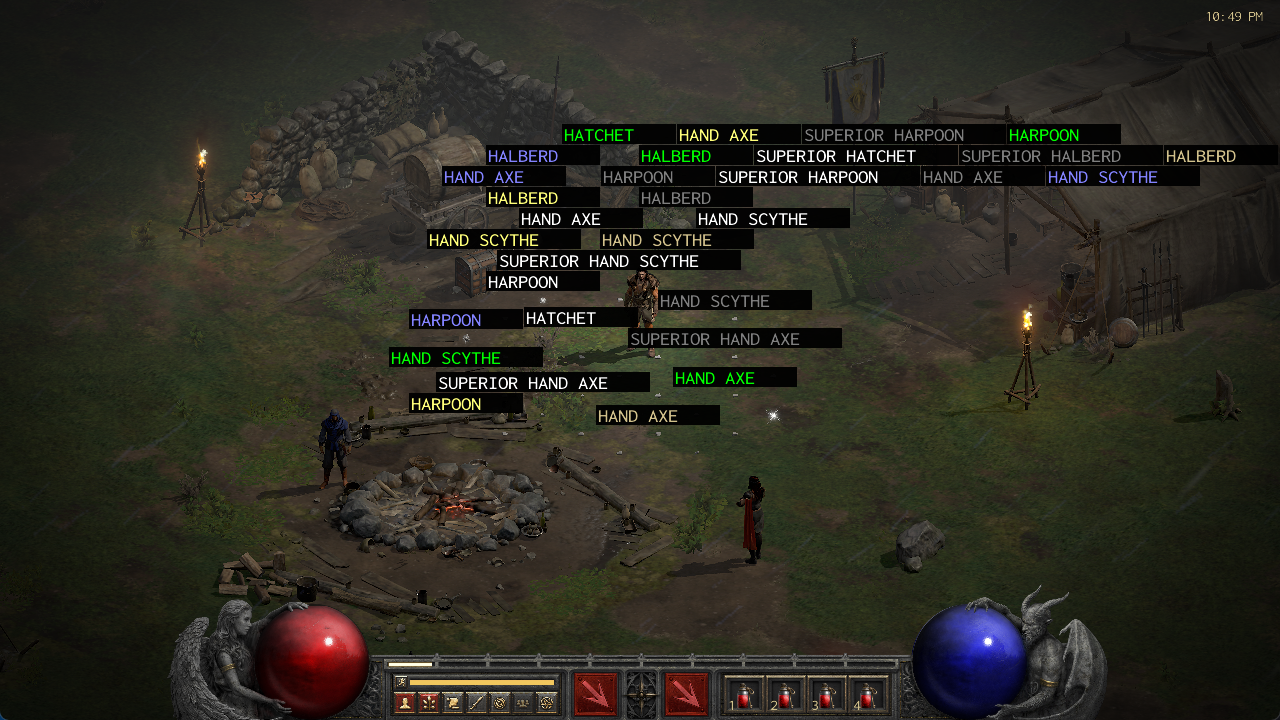 10:49 PM
HATCHET HAND AXE SUPERIOR HARPOON HARPOON
HALBERD HALBERD SUPERIOR HATCHET SUPERIOR HALBERD HALBERD
HAND AXE HARPOON SUPERIOR HARPOON HAND AXE HAND SCYTHE
HALBERD HALBERD
HAND AXE HAND SCYTHE
HAND SCYTHE HAND SCYTHE
SUPERIOR HAND SCYTHE
HARPOON
HAND SCYTHE
HARPOON HATCHET
SUPERIOR HAND AXE
HAND SCYTHE
SUPERIOR HAND AXE HAND AXE
HARPOON
HAND AXE
1 2 3 4